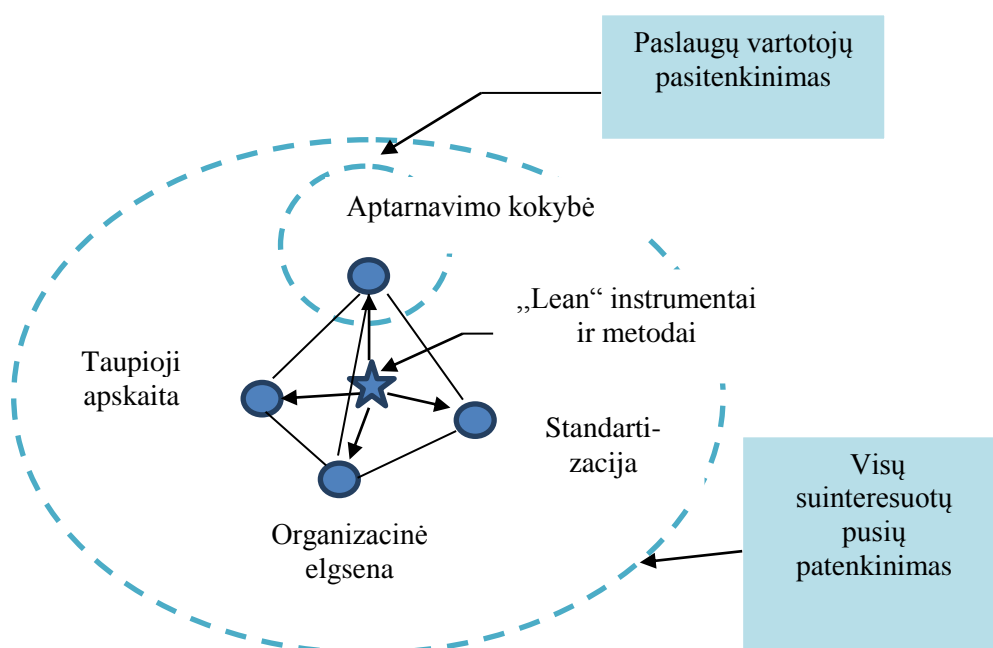 Paslaugų vartotojų
pasitenkinimas
Aptarnavimo kokybė
,,Lean“ instrumentai
ir metodai
Taupioji
apskaita
Standarti-
zacija
Organizacinė
elgsena
Visų
suinteresuotų
pusių
patenkinimas